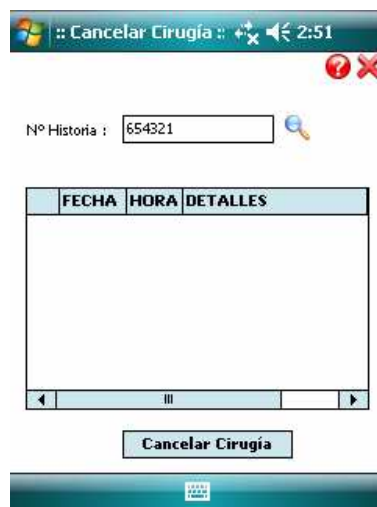 :: Cancelar Cirugía :: 2:51
Nº Historia : 654321
FECHA HORA DETALLES
Cancelar Cirugía